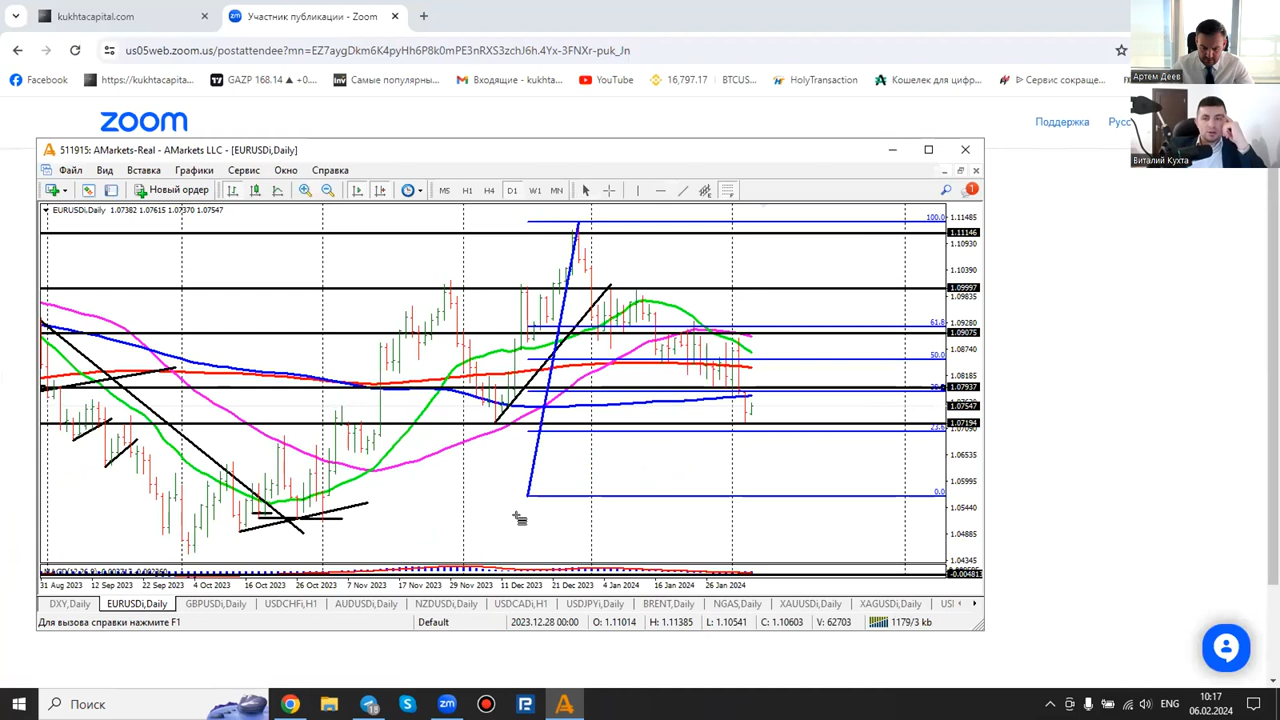 kukhtacapital.com
Участник публикации - Zoom
us05web.zoom.us/postattendee?mn=EZ7aygDkm6K4pyHh6P8k0mPE3nRXS3zchJ6h.4Yx-3FNXr-puk_Jn
Facebook
https://kukhtacapita...
GAZP 168.14 ▲ +0....
Самые популярны...
Входящие - kukhta...
YouTube
16,797.17
BTCUS...
HolyTransaction
Кошелек для цифр...
ᐅ Сервис сокраще...
Артем Деев
Виталий Кухта
zoom
Поддержка
511915: AMarkets-Real - AMarkets LLC - [EURUSDi,Daily]
Файл Вид Вставка Графики Сервис Окно Справка
Новый ордер
M5 H1 H4 D1 W1 MN
1
EURUSDi,Daily 1.07382 1.07615 1.07370 1.07547
100.0
61.8
50.0
23.6
0.0
1.11485
1.11146
1.10930
1.10390
1.09997
1.09835
1.09280
1.09075
1.08740
1.08185
1.07937
1.07547
1.07194
1.07090
1.06535
1.05995
1.05440
1.04885
1.04345
31 Aug 2023 12 Sep 2023 22 Sep 2023 4 Oct 2023 16 Oct 2023 26 Oct 2023 7 Nov 2023 17 Nov 2023 29 Nov 2023 11 Dec 2023 21 Dec 2023 4 Jan 2024 16 Jan 2024 26 Jan 2024
DXY,Daily EURUSDi,Daily GBPUSDi,Daily USDCHFi,H1 AUDUSDi,Daily NZDUSDi,Daily USDCADi,H1 USDJPYi,Daily BRENT,Daily NGAS,Daily XAUUSDi,Daily XAGUSDi,Daily
Для вызова справки нажмите F1
Default
2023.12.28 00:00
O: 1.11014
H: 1.11385
L: 1.10541
C: 1.10603
V: 62703
1179/3 kb
Поиск
18
ENG
10:17
06.02.2024